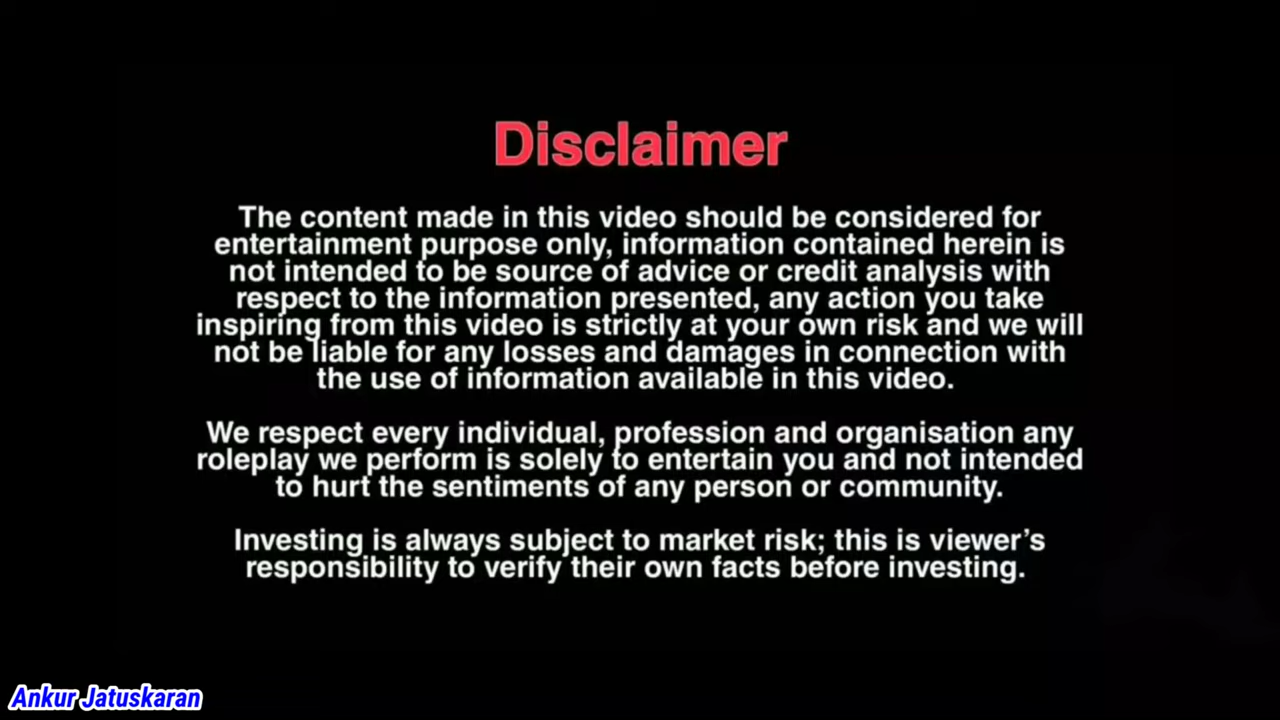 Disclaimer
The content made in this video should be considered for
entertainment purpose only, information contained herein is
not intended to be source of advice or credit analysis with
respect to the information presented, any action you take
inspiring from this video is strictly at your own risk and we will
not be liable for any losses and damages in connection with
the use of information available in this video.
We respect every individual, profession and organisation any
roleplay we perform is solely to entertain you and not intended
to hurt the sentiments of any person or community.
Investing is always subject to market risk; this is viewer's
responsibility to verify their own facts before investing.
Ankur Jatuskaran